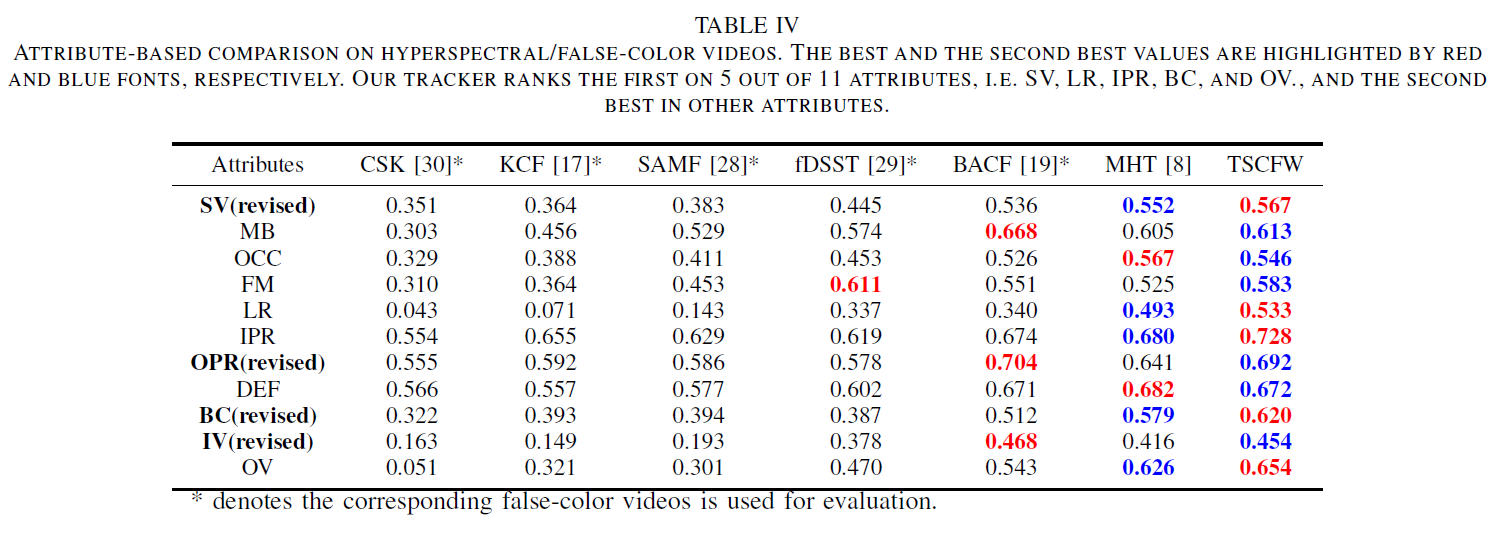 TABLE IV
ATTRIBUTE-BASED COMPARISON ON HYPERSPECTRAL/FALSE-COLOR VIDEOS. THE BEST AND THE SECOND BEST VALUES ARE HIGHLIGHTED BY RED
AND BLUE FONTS, RESPECTIVELY. OUR TRACKER RANKS THE FIRST ON 5 OUT OF 11 ATTRIBUTES, I.E. SV, LR, IPR, BC, AND OV., AND THE SECOND
BEST IN OTHER ATTRIBUTES.
Attributes CSK [30]* KCF [17]* SAMF [28]* fDSST [29]* BACF [19]* MHT [8] TSCFW
SV(revised) 0.351 0.364 0.383 0.445 0.536 0.552 0.567
MB 0.303 0.456 0.529 0.574 0.668 0.605 0.613
OCC 0.329 0.388 0.411 0.453 0.526 0.567 0.546
FM 0.310 0.364 0.453 0.611 0.551 0.525 0.583
LR 0.043 0.071 0.143 0.337 0.340 0.493 0.533
IPR 0.554 0.655 0.629 0.619 0.674 0.680 0.728
OPR(revised) 0.555 0.592 0.586 0.578 0.704 0.641 0.692
DEF 0.566 0.557 0.577 0.602 0.671 0.682 0.672
BC(revised) 0.322 0.393 0.394 0.387 0.512 0.579 0.620
IV(revised) 0.163 0.149 0.193 0.378 0.468 0.416 0.454
OV 0.051 0.321 0.301 0.470 0.543 0.626 0.654
* denotes the corresponding false-color videos is used for evaluation.